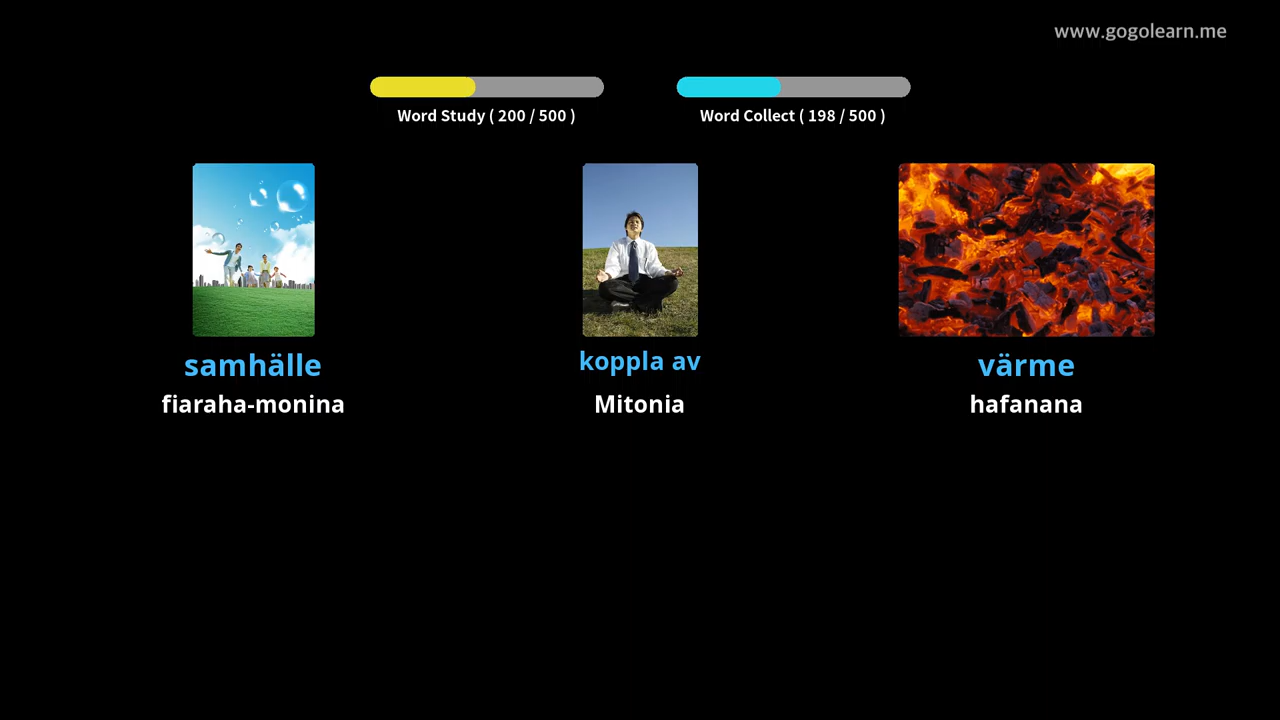 www.gogolearn.me
Word Study ( 200 / 500 )
Word Collect ( 198 / 500 )
samhälle
fiaraha-monina
koppla av
Mitonia
värme
hafanana